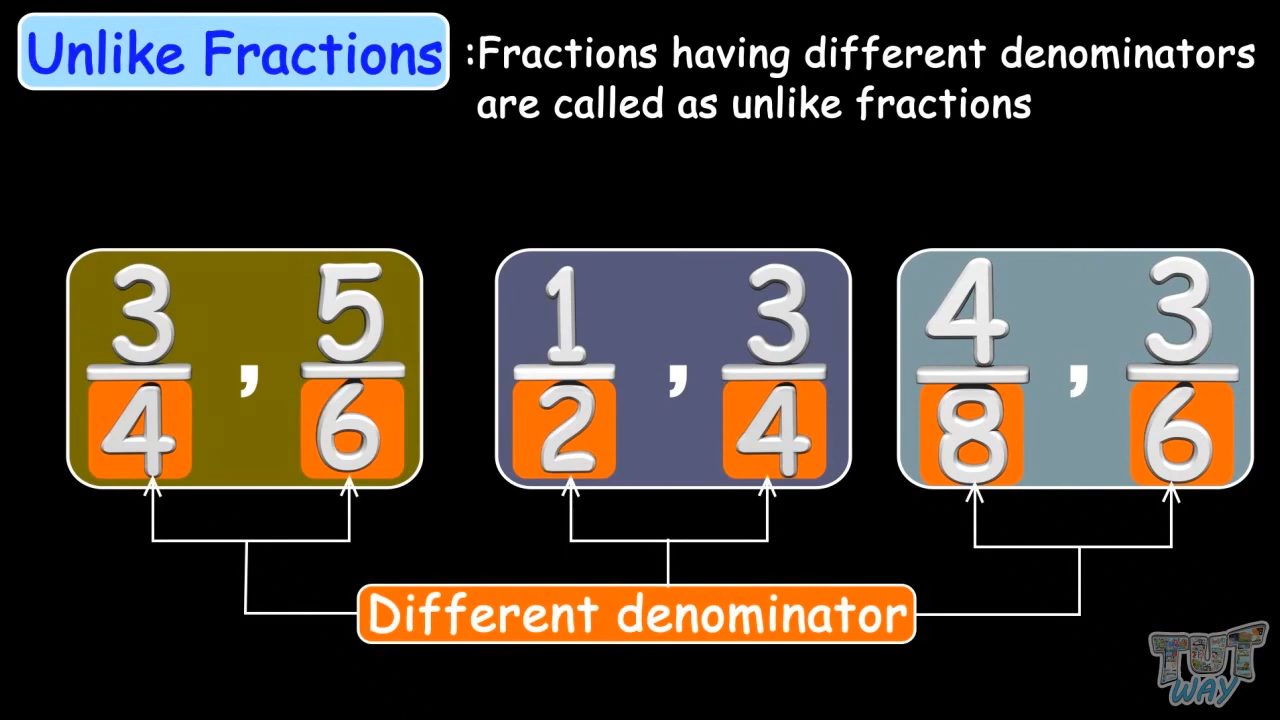 Unlike Fractions :Fractions having different denominators
are called as unlike fractions
3 5 1 3 4 3
, , ,
4 6 2 4 8 6
Different denominator
TUT
WAY